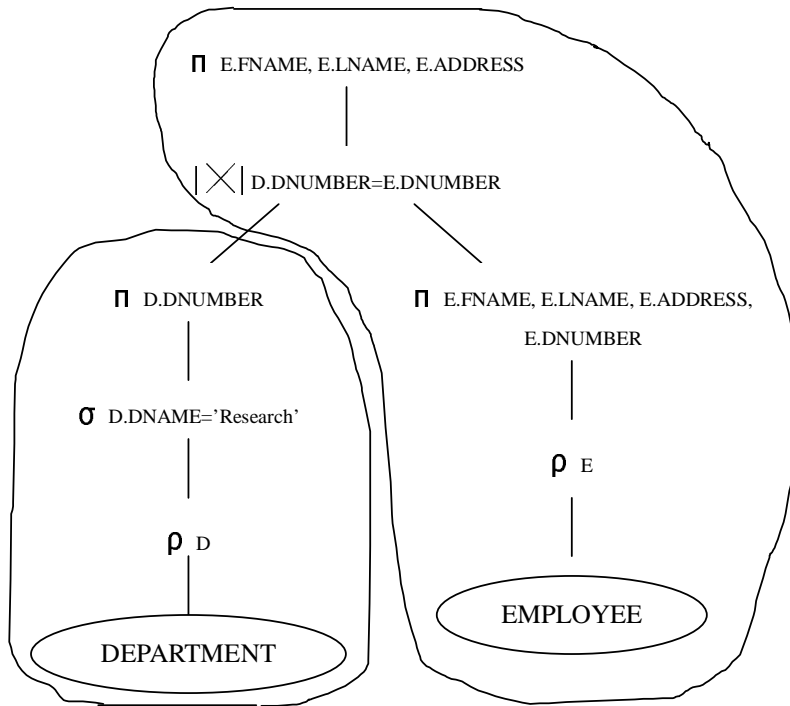 Π E.FNAME, E.LNAME, E.ADDRESS
|X| D.DNUMBER=E.DNUMBER
Π D.DNUMBER
Π E.FNAME, E.LNAME, E.ADDRESS,
E.DNUMBER
σ D.DNAME=’Research’
ρ E
ρ D
EMPLOYEE
DEPARTMENT